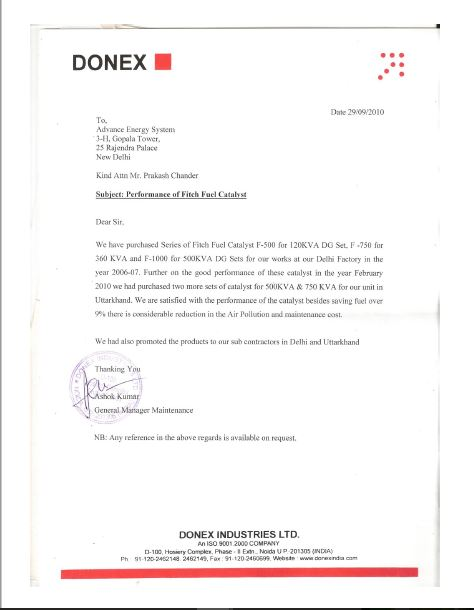 DONEX
Date 29/09/2010
To,
Advance Energy System
3-H, Gopala Tower,
25 Rajendra Palace
New Delhi
Kind Attn Mr. Prakash Chander
Subject: Performance of Fitch Fuel Catalyst
Dear Sir,
We have purchased Series of Fitch Fuel Catalyst F-500 for 120KVA DG Set, F -750 for
360 KVA and F-1000 for 500KVA DG Sets for our works at our Delhi Factory in the
year 2006-07. Further on the good performance of these catalyst in the year February
2010 we had purchased two more sets of catalyst for 500KVA & 750 KVA for our unit in
Uttarkhand. We are satisfied with the performance of the catalyst besides saving fuel over
9% there is considerable reduction in the Air Pollution and maintenance cost.
We had also promoted the products to our sub contractors in Delhi and Uttarkhand
Thanking You
Ashok Kumar
General Manager Maintenance
NB: Any reference in the above regards is available on request.
DONEX INDUSTRIES LTD.
An ISO 9001:2000 COMPANY
D-100, Hosiery Complex, Phase - II Extn., Noida U P -201305 (INDIA)
Ph : 91-120-2462148, 2462149, Fax : 91-120-2460699, Website : www.donexindia.com